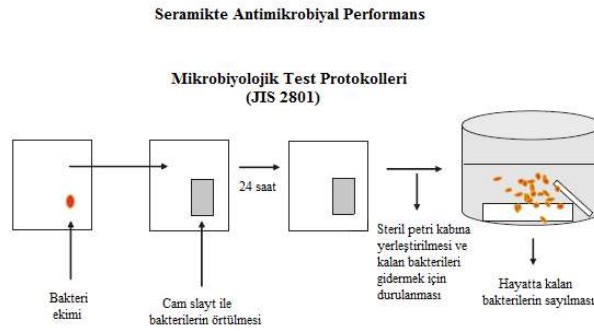 Seramikte Antimikrobiyal Performans
Mikrobiyolojik Test Protokolleri
(JIS 2801)
24 saat
Bakteri
ekimi
Cam slayt ile
bakterilerin örtülmesi
Steril petri kabına
yerleştirilmesi ve
kalan bakterileri
gidermek için
durulanması
Hayatta kalan
bakterilerin sayılması